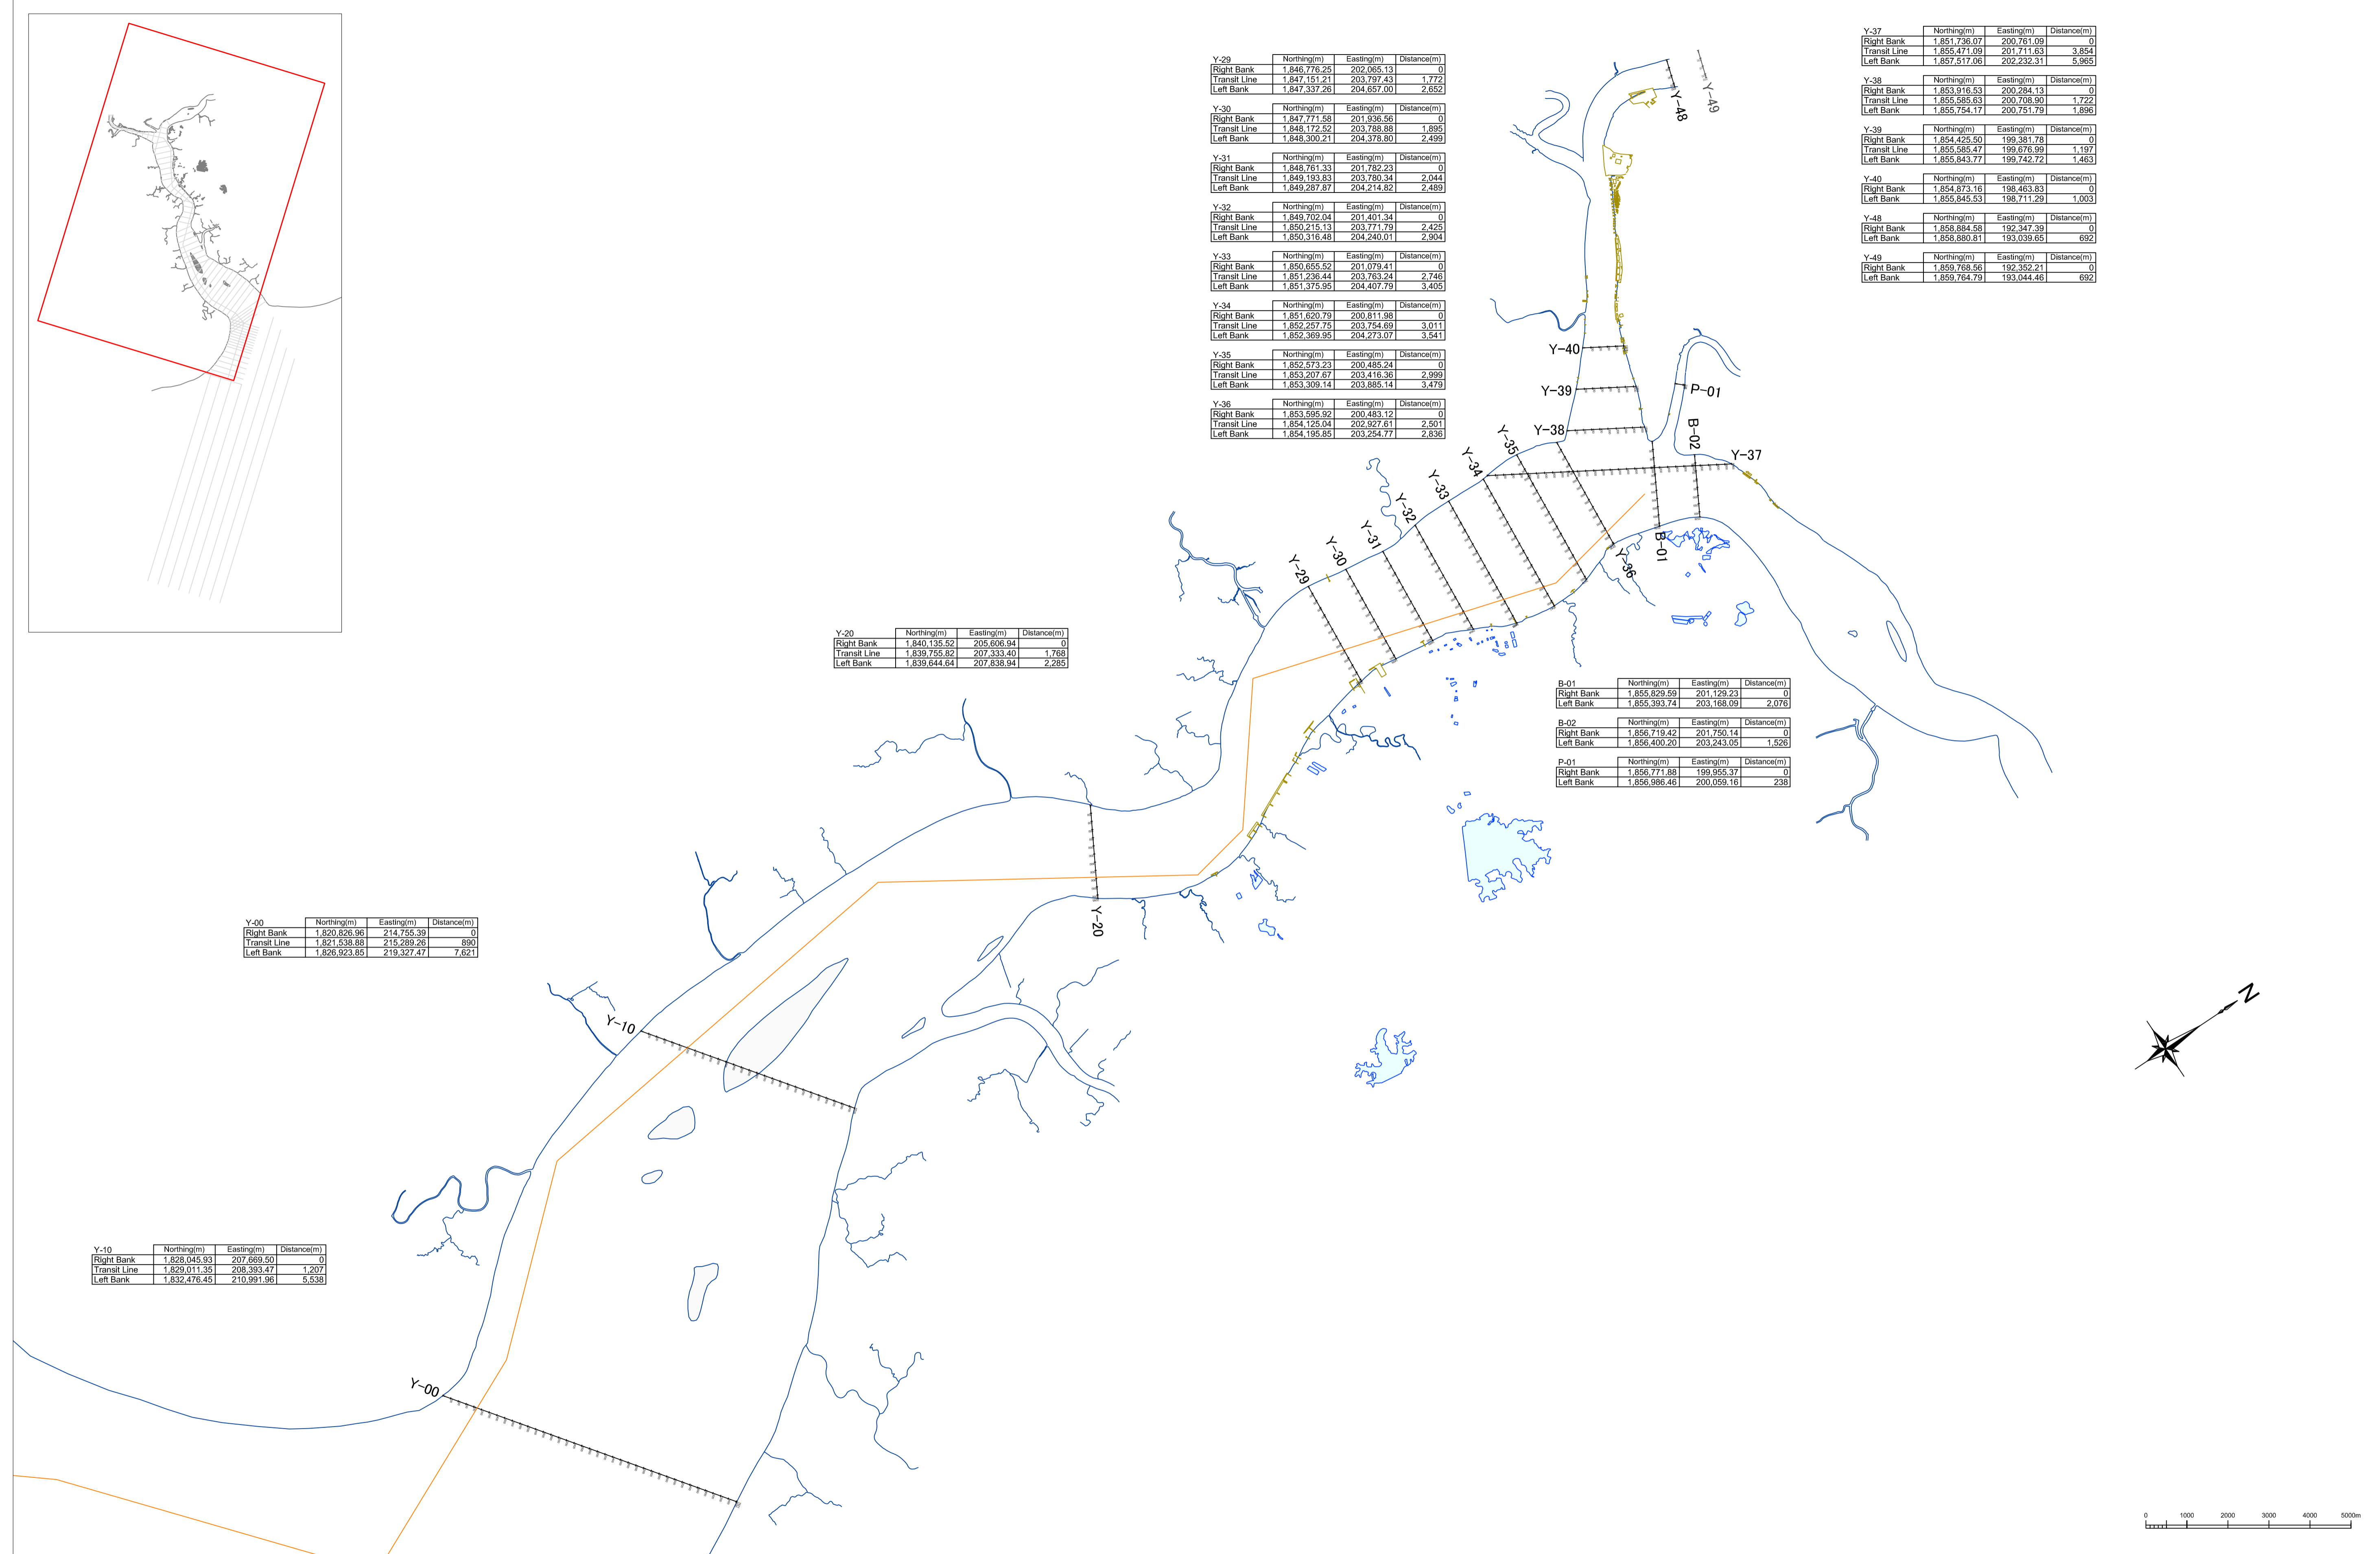 Y-29 Northing(m) Easting(m) Distance(m)
Right Bank 1,846,776.25 202,065.13 0
Transit Line 1,847,151.21 203,797.43 1,772
Left Bank 1,847,337.26 204,657.00 2,652
Y-30 Northing(m) Easting(m) Distance(m)
Right Bank 1,847,771.58 201,936.56 0
Transit Line 1,848,172.52 203,788.88 1,895
Left Bank 1,848,300.21 204,378.80 2,499
Y-31 Northing(m) Easting(m) Distance(m)
Right Bank 1,848,761.33 201,782.23 0
Transit Line 1,849,193.83 203,780.34 2,044
Left Bank 1,849,287.87 204,214.82 2,489
Y-32 Northing(m) Easting(m) Distance(m)
Right Bank 1,849,702.04 201,401.34 0
Transit Line 1,850,215.13 203,771.79 2,425
Left Bank 1,850,316.48 204,240.01 2,904
Y-33 Northing(m) Easting(m) Distance(m)
Right Bank 1,850,655.52 201,079.41 0
Transit Line 1,851,236.44 203,763.24 2,746
Left Bank 1,851,375.95 204,407.79 3,405
Y-34 Northing(m) Easting(m) Distance(m)
Right Bank 1,851,620.79 200,811.98 0
Transit Line 1,852,257.75 203,754.69 3,011
Left Bank 1,852,369.95 204,273.07 3,541
Y-35 Northing(m) Easting(m) Distance(m)
Right Bank 1,852,573.23 200,485.24 0
Transit Line 1,853,207.67 203,416.36 2,999
Left Bank 1,853,309.14 203,885.14 3,479
Y-36 Northing(m) Easting(m) Distance(m)
Right Bank 1,853,595.92 200,483.12 0
Transit Line 1,854,125.04 202,927.61 2,501
Left Bank 1,854,195.85 203,254.77 2,836
Y-37 Northing(m) Easting(m) Distance(m)
Right Bank 1,851,736.07 200,761.09 0
Transit Line 1,855,471.09 201,711.63 3,854
Left Bank 1,857,517.06 202,232.31 5,965
Y-38 Northing(m) Easting(m) Distance(m)
Right Bank 1,853,916.53 200,284.13 0
Transit Line 1,855,585.63 200,708.90 1,722
Left Bank 1,855,754.17 200,751.79 1,896
Y-39 Northing(m) Easting(m) Distance(m)
Right Bank 1,854,425.50 199,381.78 0
Transit Line 1,855,585.47 199,676.99 1,197
Left Bank 1,855,843.77 199,742.72 1,463
Y-40 Northing(m) Easting(m) Distance(m)
Right Bank 1,854,873.16 198,463.83 0
Left Bank 1,855,845.53 198,711.29 1,003
Y-48 Northing(m) Easting(m) Distance(m)
Right Bank 1,858,884.58 192,347.39 0
Left Bank 1,858,880.81 193,039.65 692
Y-49 Northing(m) Easting(m) Distance(m)
Right Bank 1,859,768.56 192,352.21 0
Left Bank 1,859,764.79 193,044.46 692
Y-48
Y-49
Y-40
Y-39
P-01
Y-38
B-02
Y-37
Y-35
Y-34
Y-33
Y-32
Y-31
Y-30
Y-29
B-01
Y-36
Y-20 Northing(m) Easting(m) Distance(m)
Right Bank 1,840,135.52 205,606.94 0
Transit Line 1,839,755.82 207,333.40 1,768
Left Bank 1,839,644.64 207,838.94 2,285
B-01 Northing(m) Easting(m) Distance(m)
Right Bank 1,855,829.59 201,129.23 0
Left Bank 1,855,393.74 203,168.09 2,076
B-02 Northing(m) Easting(m) Distance(m)
Right Bank 1,856,719.42 201,750.14 0
Left Bank 1,856,400.20 203,243.05 1,526
P-01 Northing(m) Easting(m) Distance(m)
Right Bank 1,856,771.88 199,955.37 0
Left Bank 1,856,986.46 200,059.16 238
Y-20
Y-00 Northing(m) Easting(m) Distance(m)
Right Bank 1,820,826.96 214,755.39 0
Transit Line 1,821,538.88 215,289.26 890
Left Bank 1,826,923.85 219,327.47 7,621
N
Y-10
Y-10 Northing(m) Easting(m) Distance(m)
Right Bank 1,828,045.93 207,669.50 0
Transit Line 1,829,011.35 208,393.47 1,207
Left Bank 1,832,476.45 210,991.96 5,538
Y-00
0 1000 2000 3000 4000 5000m